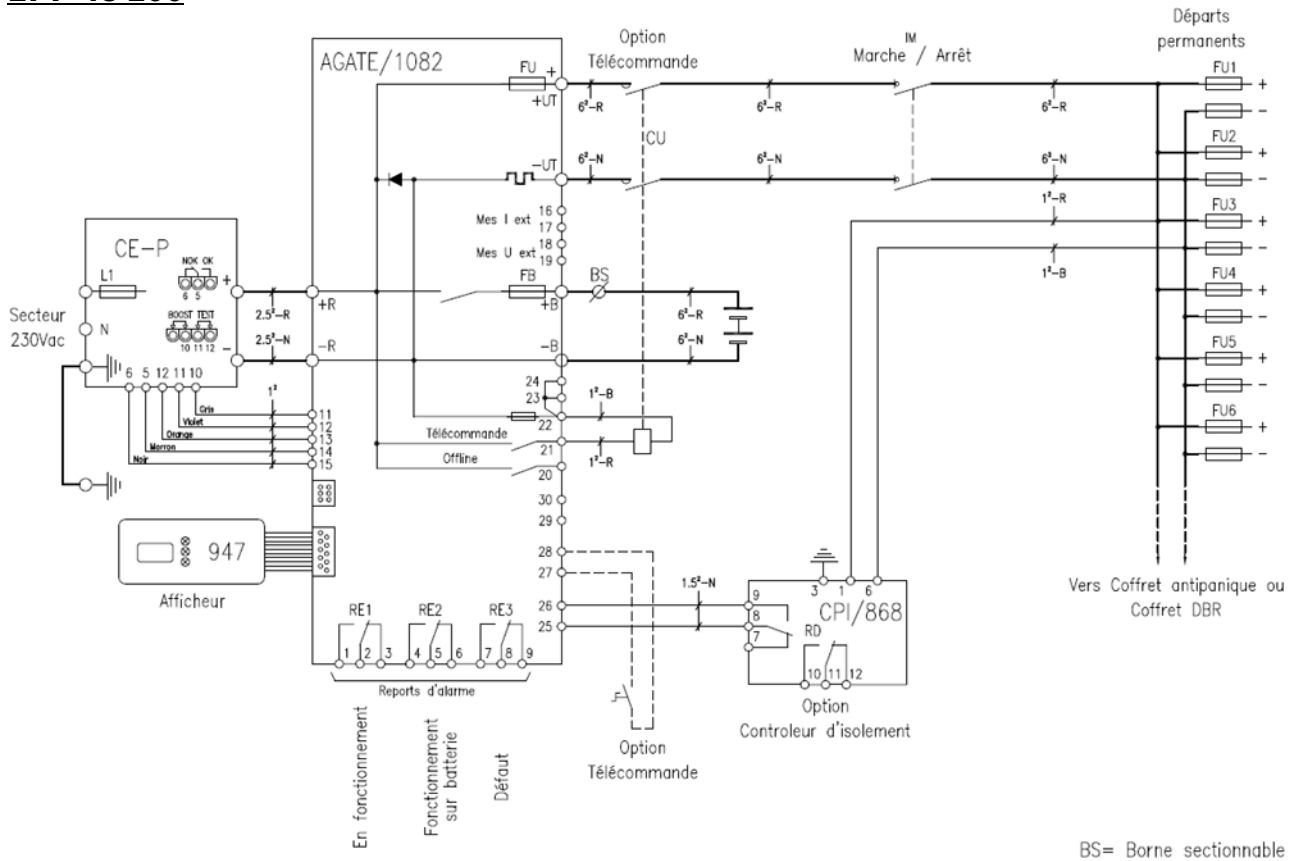 AGATE/1082
FU
+
+UT
Option
Télécommande
IM
Marche / Arrêt
Départs
permanents
6²-R
6²-R
6²-R
FU1
+
-
FU2
+
-
CU
-UT
6²-N
6²-N
6²-N
1²-R
FU3
+
-
1²-B
FU4
+
-
FU5
+
-
FU6
+
-
Mes I ext
16
17
Mes U ext
18
19
CE-P
L1
NOK OK
6 5
+
BOOST TEST
10 11 12
-
N
Secteur
230Vac
2.5²-R
2.5²-N
+R
-R
FB
+B
BS
6²-R
6²-N
-B
6 5 12 11 10
1²
Gris
Violet
Orange
Marron
Noir
11
12
13
14
15
24
23
22
1²-B
Télécommande
21
1²-R
Offline
20
30
29
28
27
26
25
947
Afficheur
RE1
RE2
RE3
1 2 3 4 5 6 7 8 9
Reports d'alarme
En fonctionnement
Fonctionnement
sur batterie
Défaut
Option
Télécommande
1.5²-N
3 1 6
9
8
7
CPI/868
RD
10 11 12
Option
Controleur d'isolement
Vers Coffret antipanique ou
Coffret DBR
BS= Borne sectionnable